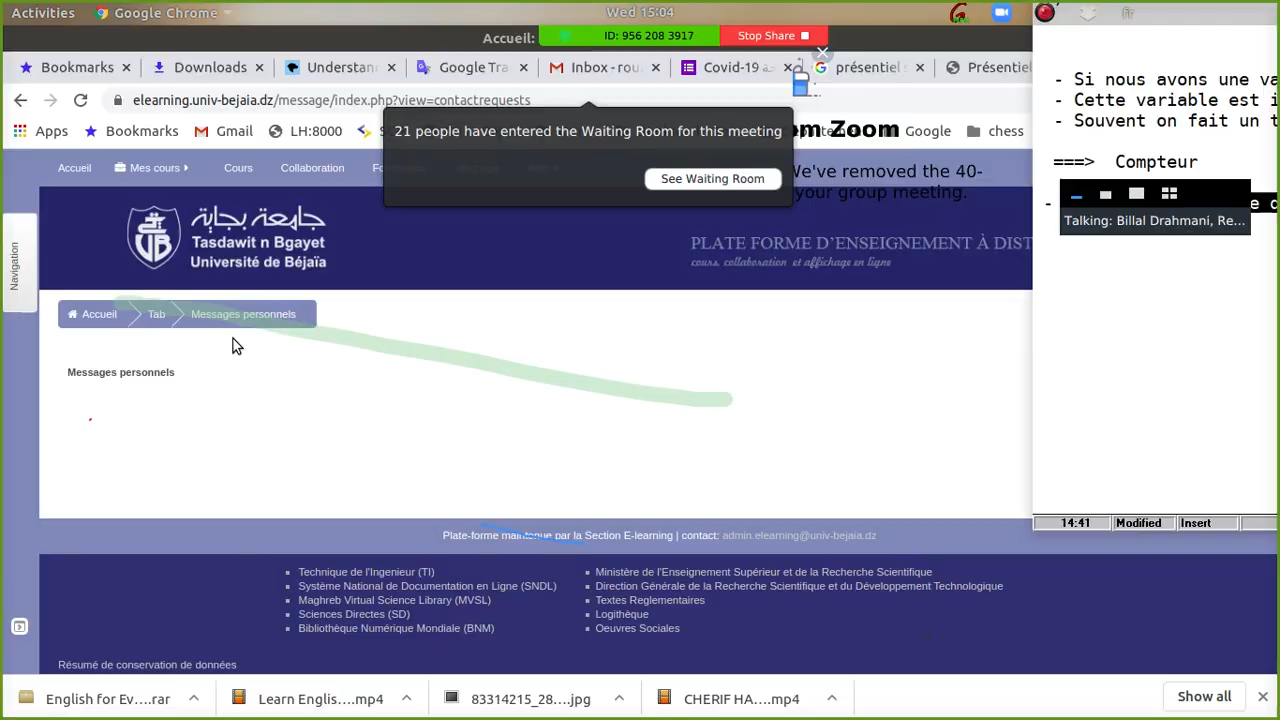 Activities
Google Chrome
Wed 15:04
fr
Accueil:
ID: 956 208 3917
Stop Share
Bookmarks
Downloads
Understan
Google Tra
Inbox - rou
Covid-19
présentiel s
Présentiel
elearning.univ-bejaia.dz/message/index.php?view=contactrequests
Apps
Bookmarks
Gmail
LH:8000
Google
chess
21 people have entered the Waiting Room for this meeting
See Waiting Room
m Zoom
We've removed the 40-
your group meeting.
Accueil
Mes cours
Cours
Collaboration
جامعة بجاية
Tasdawit n Bgayet
Université de Béjaïa
PLATE FORME D'ENSEIGNEMENT À DIST
cours, collaboration et affichage en ligne
Navigation
Accueil
Tab
Messages personnels
Messages personnels
Plate-forme maintenue par la Section E-learning | contact: admin.elearning@univ-bejaia.dz
Technique de l'Ingenieur (TI)
Système National de Documentation en Ligne (SNDL)
Maghreb Virtual Science Library (MVSL)
Sciences Directes (SD)
Bibliothèque Numérique Mondiale (BNM)
Ministère de l'Enseignement Supérieur et de la Recherche Scientifique
Direction Générale de la Recherche Scientifique et du Développement Technologique
Textes Reglementaires
Logithèque
Oeuvres Sociales
Résumé de conservation de données
- Si nous avons une va
- Cette variable est i
- Souvent on fait un t
===> Compteur
-
Talking: Billal Drahmani, Re...
14:41
Modified
Insert
English for Ev....rar
Learn Englis....mp4
83314215_28....jpg
CHERIF HA....mp4
Show all